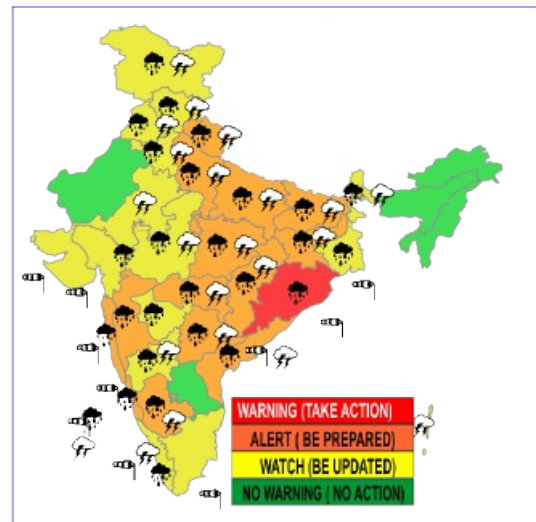 WARNING (TAKE ACTION)
ALERT ( BE PREPARED)
WATCH (BE UPDATED)
NO WARNING ( NO ACTION)